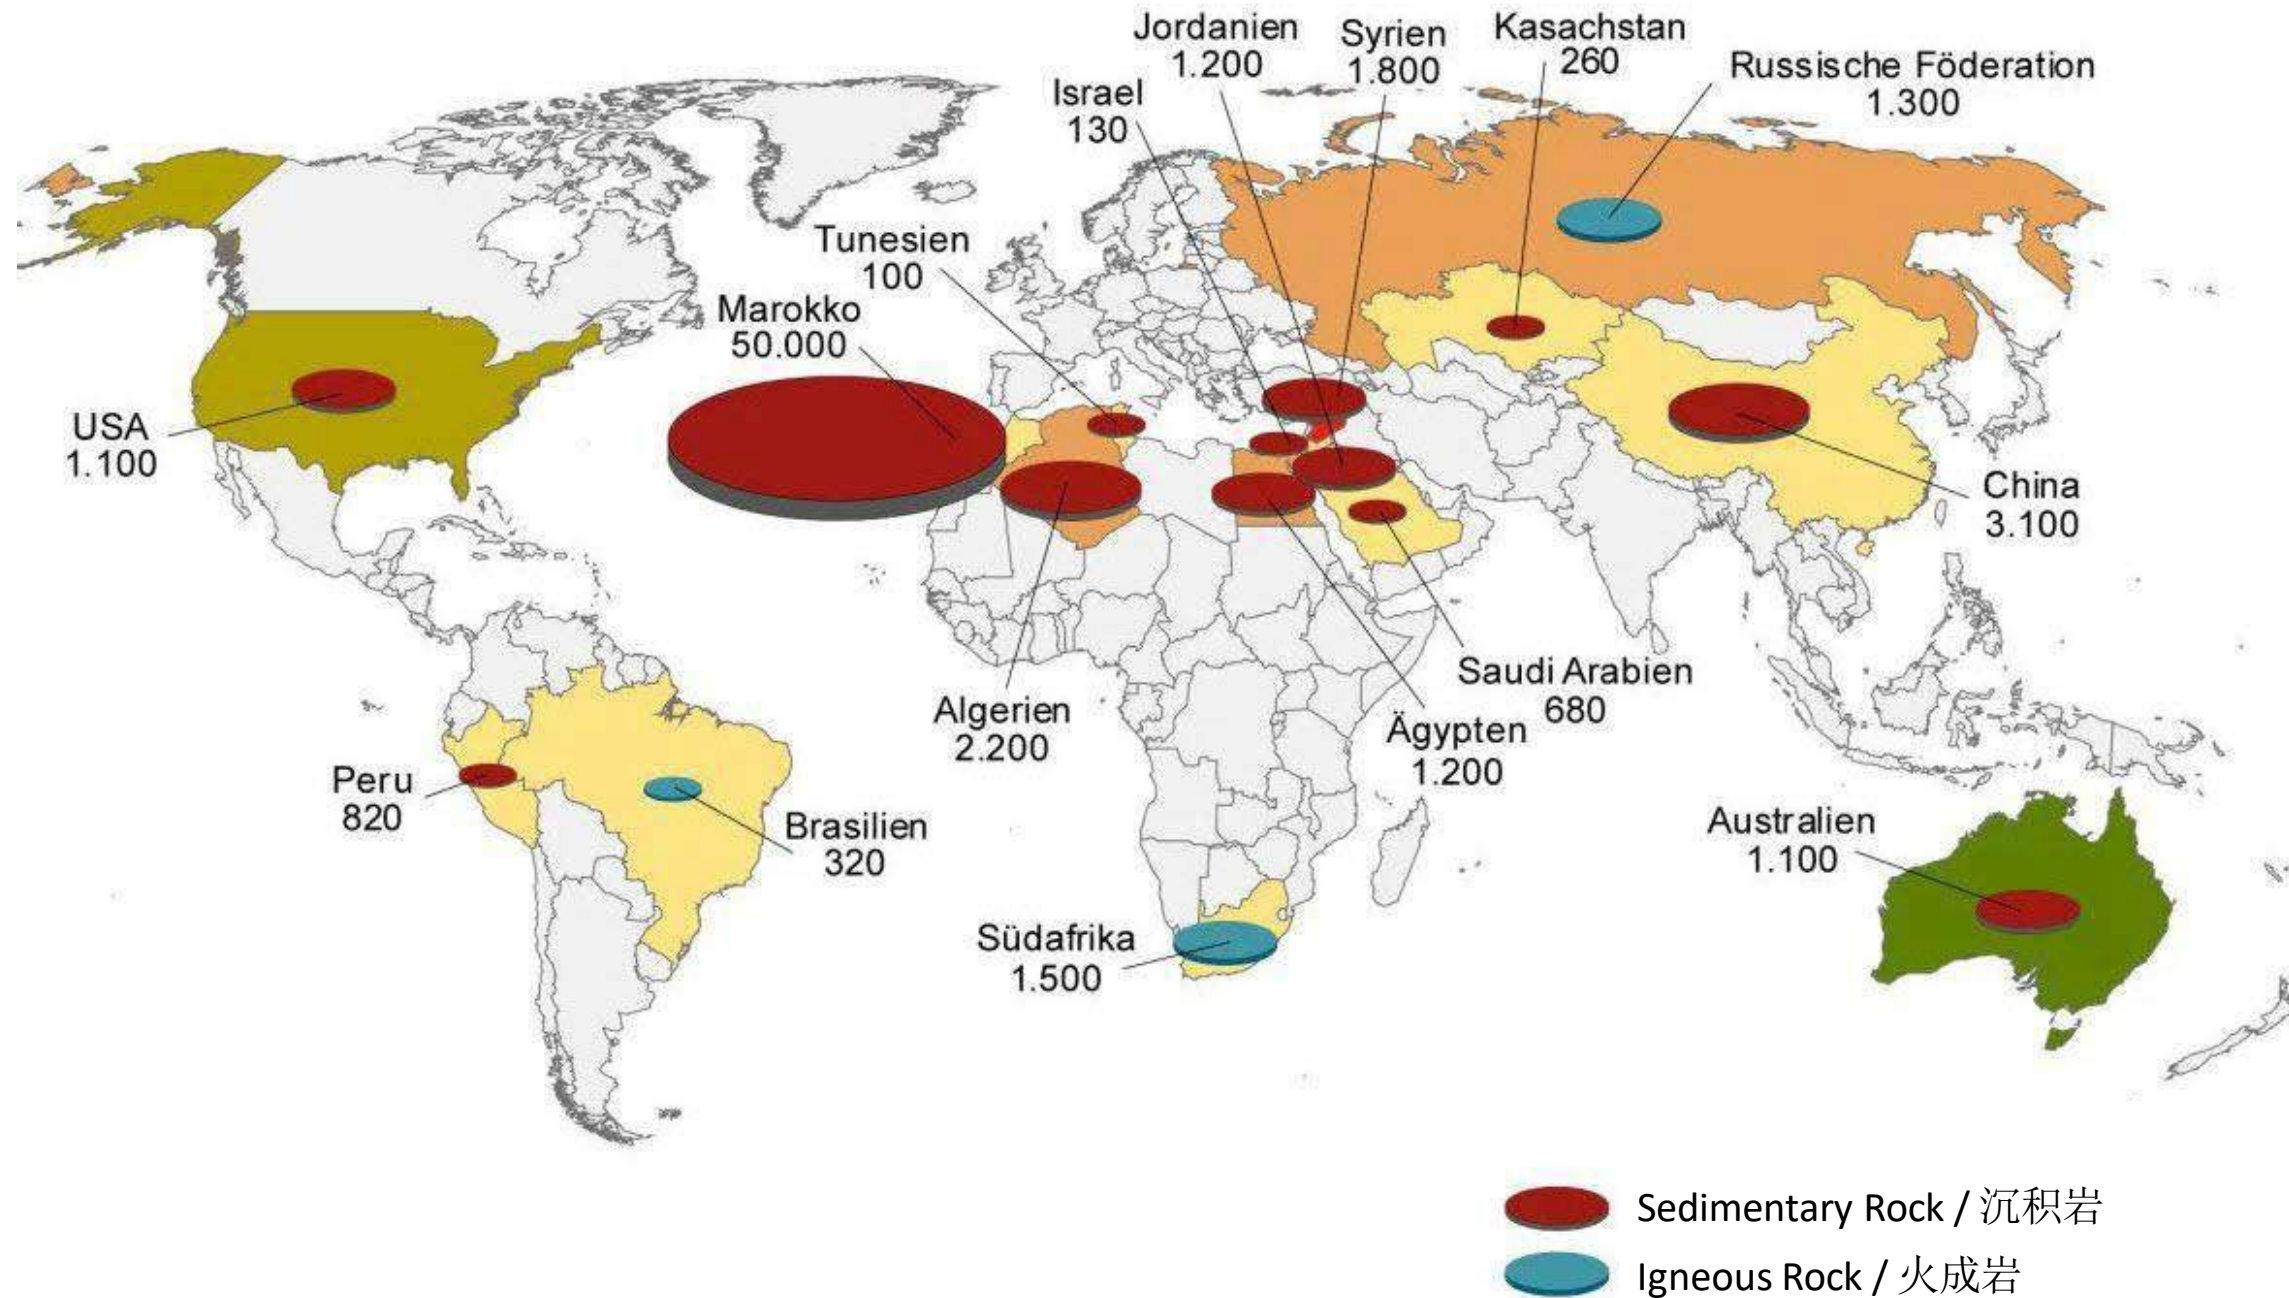 Jordanien
1.200
Syrien
1.800
Kasachstan
260
Russische Föderation
1.300
Israel
130
Tunesien
100
Marokko
50.000
USA
1.100
China
3.100
Saudi Arabien
680
Algerien
2.200
Ägypten
1.200
Peru
820
Brasilien
320
Australien
1.100
Südafrika
1.500
Sedimentary Rock / 沉积岩
Igneous Rock / 火成岩